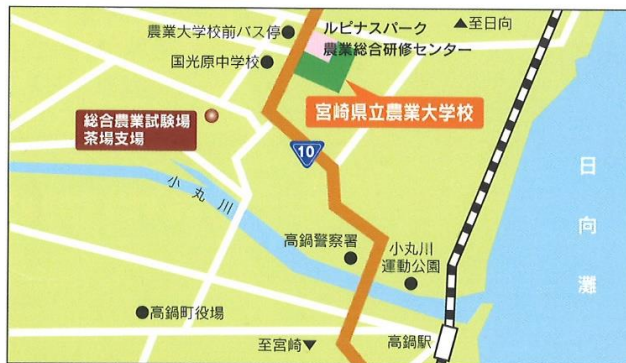 農業大学校前バス停
ルピナスパーク
農業総合研修センター
▲至日向
国光原中学校
宮崎県立農業大学校
総合農業試験場
茶場支場
10
小丸川
日向灘
高鍋警察署
小丸川
運動公園
高鍋町役場
至宮崎▼
高鍋駅